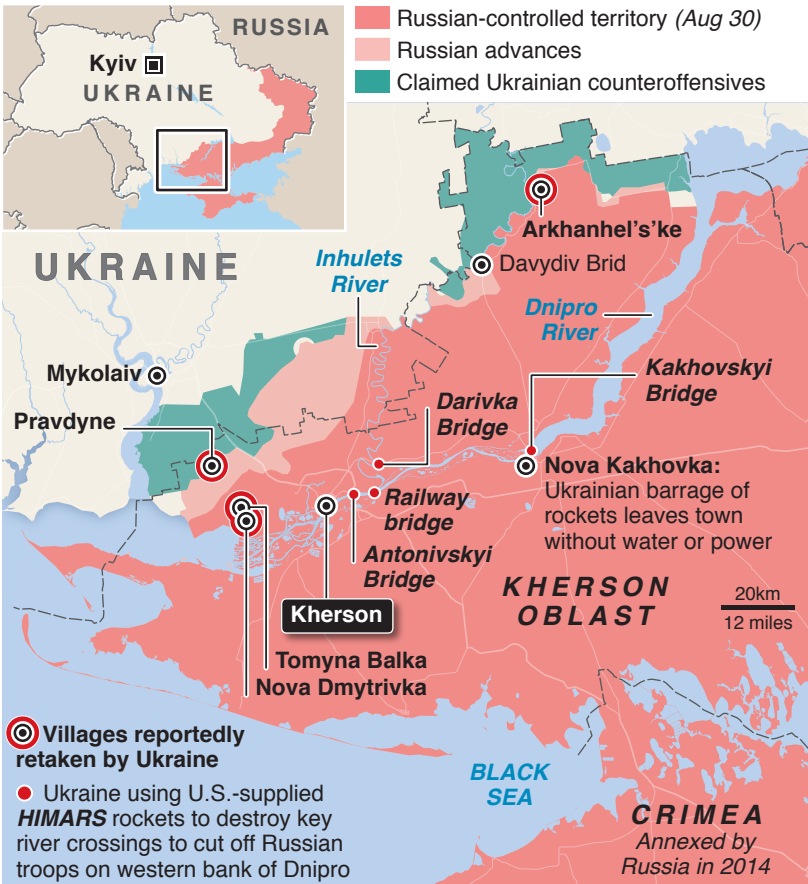 RUSSIA
Kyiv
UKRAINE
Russian-controlled territory (Aug 30)
Russian advances
Claimed Ukrainian counteroffensives
Arkhanhel's'ke
Davydiv Brid
UKRAINE
Inhulets
River
Dnipro
River
Mykolaiv
Pravdyne
Darivka
Bridge
Kakhovskyi
Bridge
Nova Kakhovka:
Ukrainian barrage of
rockets leaves town
without water or power
Railway
bridge
Antonivskyi
Bridge
Kherson
KHERSON
OBLAST
20km
12 miles
Tomyna Balka
Nova Dmytrivka
Villages reportedly
retaken by Ukraine
Ukraine using U.S.-supplied
HIMARS rockets to destroy key
river crossings to cut off Russian
troops on western bank of Dnipro
BLACK
SEA
CRIMEA
Annexed by
Russia in 2014